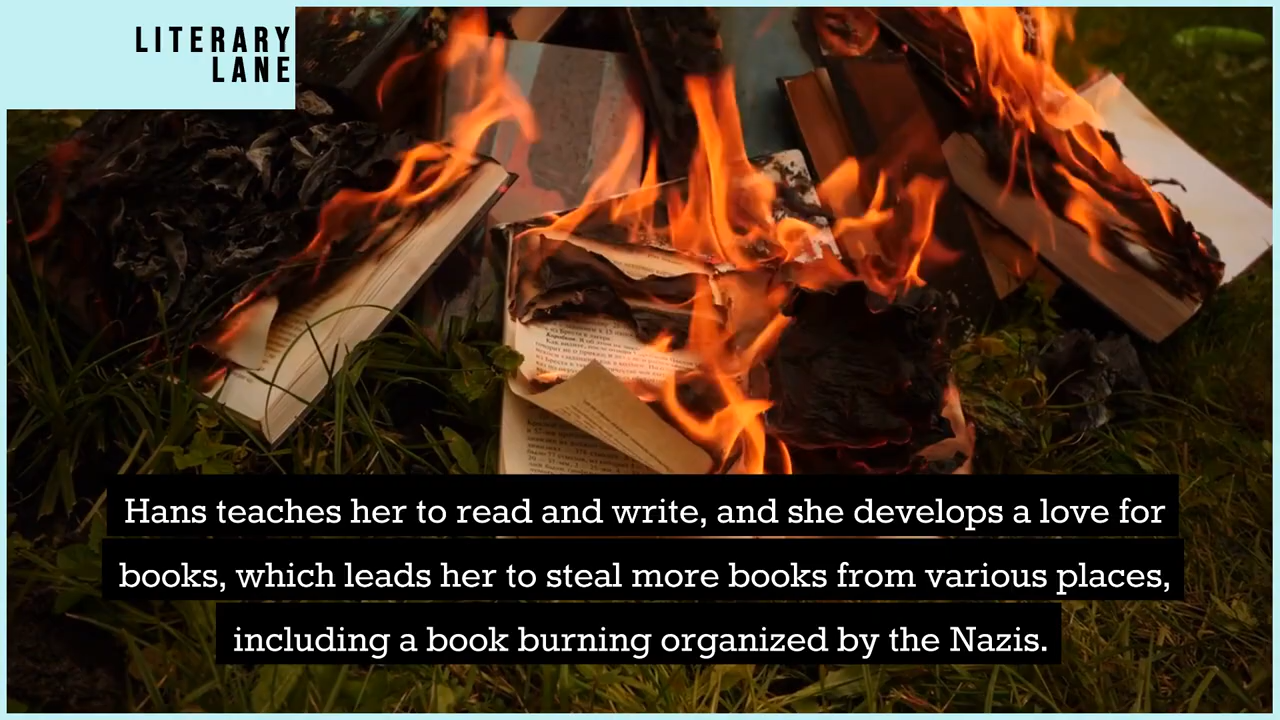 LITERARY
LANE
Hans teaches her to read and write, and she develops a love for
books, which leads her to steal more books from various places,
including a book burning organized by the Nazis.